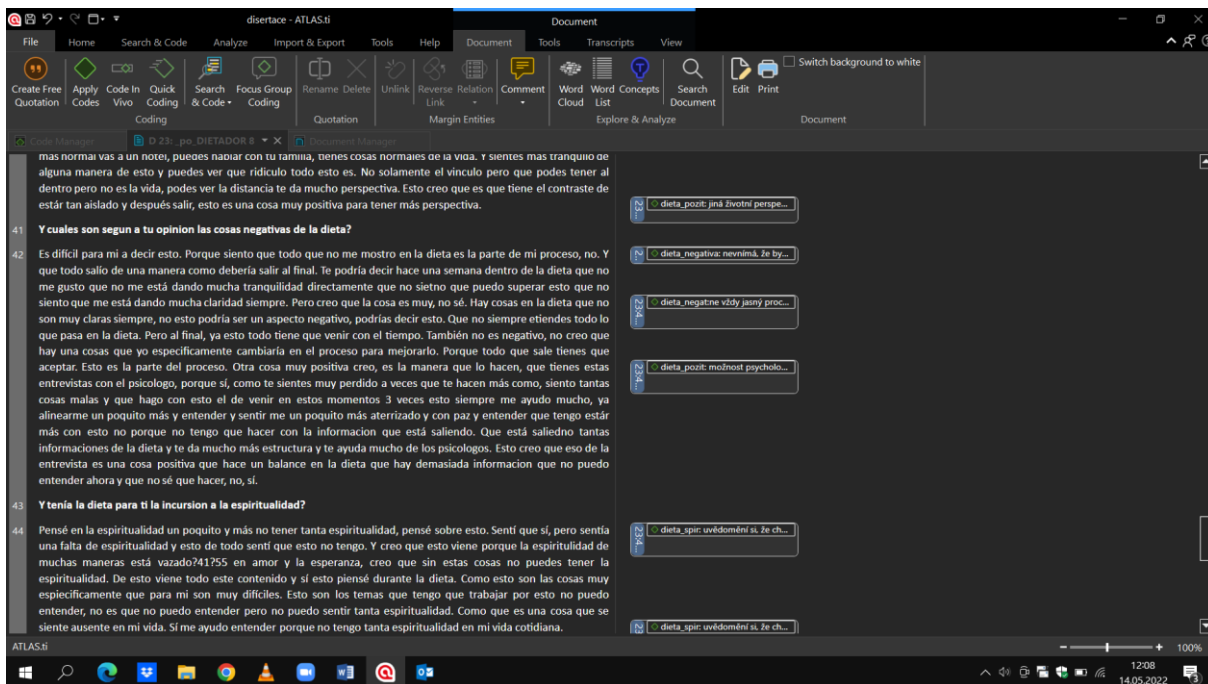 disertace - ATLAS.ti
Document
File Home Search & Code Analyze Import & Export Tools Help Document Tools Transcripts View
Create Free Quotation
Apply Codes
Code In Vivo
Quick Coding
Search & Code
Focus Group Coding
Rename
Delete
Unlink
Reverse Link
Relation
Comment
Word Cloud
Word List
Concepts
Search Document
Edit
Print
Switch background to white
Coding
Quotation
Margin Entities
Explore & Analyze
Document
Code Manager
D 23: _po_DIETADOR 8
Document Manager
mas normal vas a un hotel, puedes hablar con tu familia, tienes cosas normales de la vida. Y sientes mas tranquilo de
alguna manera de esto y puedes ver que ridiculo todo esto es. No solamente el vinculo pero que podes tener al
dentro pero no es la vida, podes ver la distancia te da mucho perspectiva. Esto creo que es que tiene el contraste de
estár tan aislado y después salir, esto es una cosa muy positiva para tener más perspectiva.
41 Y cuales son segun a tu opinion las cosas negativas de la dieta?
42 Es difícil para mi a decir esto. Porque siento que todo que no me mostro en la dieta es la parte de mi proceso, no. Y
que todo salío de una manera como debería salir al final. Te podría decir hace una semana dentro de la dieta que no
me gusto que no me está dando mucha tranquilidad directamente que no sietno que puedo superar esto que no
siento que me está dando mucha claridad siempre. Pero creo que la cosa es muy, no sé. Hay cosas en la dieta que no
son muy claras siempre, no esto podría ser un aspecto negativo, podrías decir esto. Que no siempre etiendes todo lo
que pasa en la dieta. Pero al final, ya esto todo tiene que venir con el tiempo. También no es negativo, no creo que
hay una cosas que yo especificamente cambiaría en el proceso para mejorarlo. Porque todo que sale tienes que
aceptar. Esto es la parte del proceso. Otra cosa muy positiva creo, es la manera que lo hacen, que tienes estas
entrevistas con el psicologo, porque sí, como te sientes muy perdido a veces que te hacen más como, siento tantas
cosas malas y que hago con esto el de venir en estos momentos 3 veces esto siempre me ayudo mucho, ya
alinearme un poquito más y entender y sentir me un poquito más aterrizado y con paz y entender que tengo estár
más con esto no porque no tengo que hacer con la informacion que está saliendo. Que está saliedno tantas
informaciones de la dieta y te da mucho más estructura y te ayuda mucho de los psicologos. Esto creo que eso de la
entrevista es una cosa positiva que hace un balance en la dieta que hay demasiada informacion que no puedo
entender ahora y que no sé que hacer, no, sí.
43 Y tenía la dieta para ti la incursion a la espiritualidad?
44 Pensé en la espiritualidad un poquito y más no tener tanta espiritualidad, pensé sobre esto. Sentí que sí, pero sentía
una falta de espiritualidad y esto de todo sentí que esto no tengo. Y creo que esto viene porque la espiritulidad de
muchas maneras está vazado?41?55 en amor y la esperanza, creo que sin estas cosas no puedes tener la
espiritualidad. De esto viene todo este contenido y sí esto piensé durante la dieta. Como esto son las cosas muy
espiecificamente que para mi son muy difíciles. Esto son los temas que tengo que trabajar por esto no puedo
entender, no es que no puedo entender pero no puedo sentir tanta espiritualidad. Como que es una cosa que se
siente ausente en mi vida. Sí me ayudo entender porque no tengo tanta espiritualidad en mi vida cotidiana.
23:... dieta_pozit: jiná životní perspe...
2... dieta_negativa: nevnímá, že by...
23:4... dieta_negat:ne vždy jasný proc...
23:4... dieta_pozit: možnost psycholo...
23:4... dieta_spir: uvědomění si, že ch...
23 dieta_spir: uvědomění si, že ch...
ATLAS.ti
100%
12:08
14.05.2022